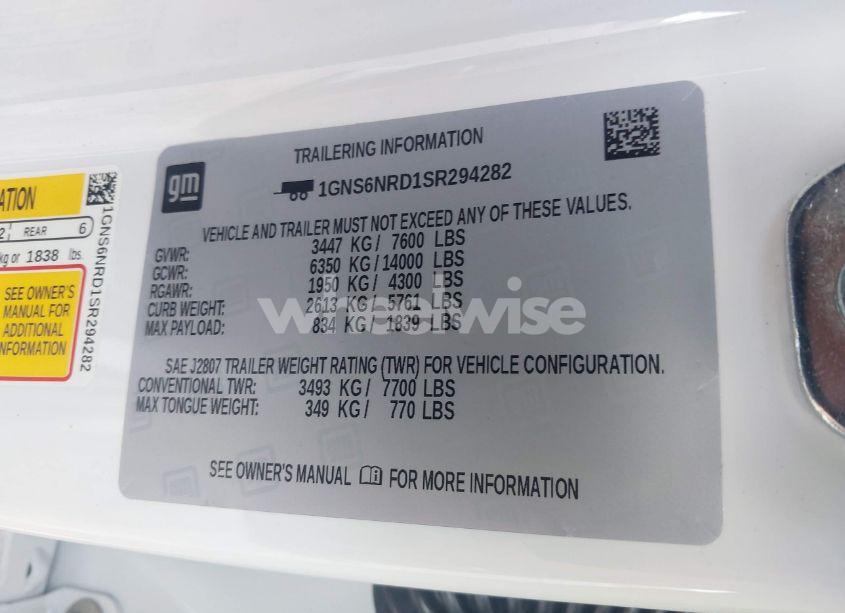 TRAILERING INFORMATION
gm
1GNS6NRD1SR294282
VEHICLE AND TRAILER MUST NOT EXCEED ANY OF THESE VALUES.
GVWR: 3447 KG / 7600 LBS
GCWR: 6350 KG / 14000 LBS
RGAWR: 1950 KG / 4300 LBS
CURB WEIGHT: 2613 KG / 5761 LBS
MAX PAYLOAD: 834 KG / 1839 LBS
SAE J2807 TRAILER WEIGHT RATING (TWR) FOR VEHICLE CONFIGURATION.
CONVENTIONAL TWR: 3493 KG / 7700 LBS
MAX TONGUE WEIGHT: 349 KG / 770 LBS
SEE OWNER'S MANUAL FOR MORE INFORMATION
wheelwise
REAR 6
kg or 1838 lbs.
SEE OWNER'S
MANUAL FOR
ADDITIONAL
INFORMATION
1GNS6NRD1SR294282